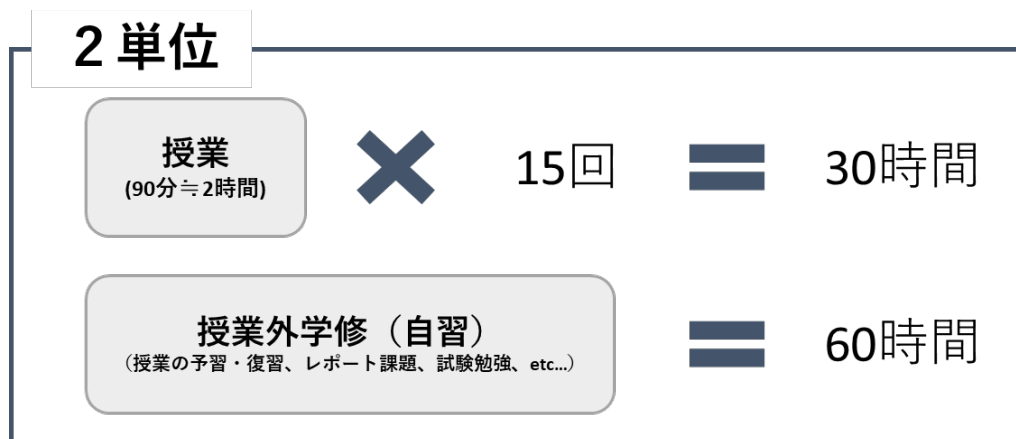 2単位
授業
(90分≒2時間)
15回
30時間
授業外学修（自習）
（授業の予習・復習、レポート課題、試験勉強、etc...）
60時間